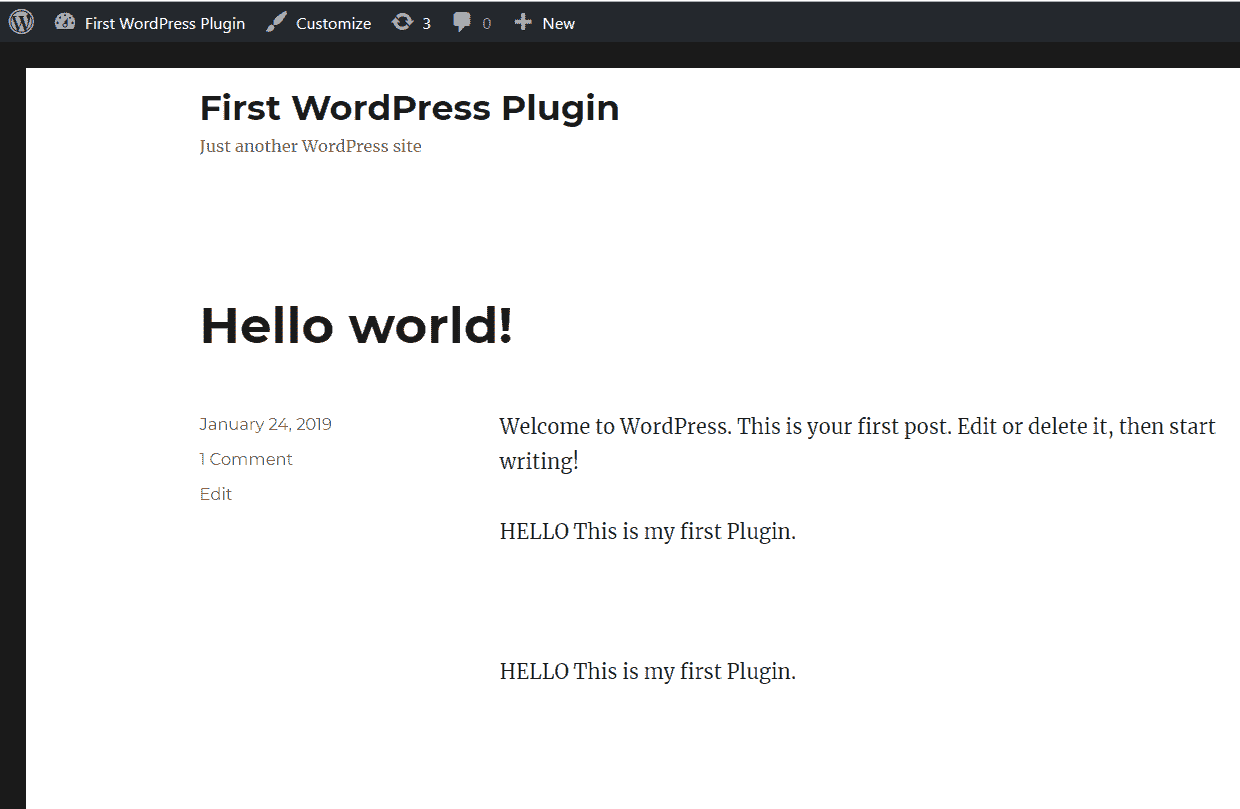 First WordPress Plugin Customize 3 0 New
First WordPress Plugin
Just another WordPress site
Hello world!
January 24, 2019
1 Comment
Edit
Welcome to WordPress. This is your first post. Edit or delete it, then start
writing!
HELLO This is my first Plugin.
HELLO This is my first Plugin.